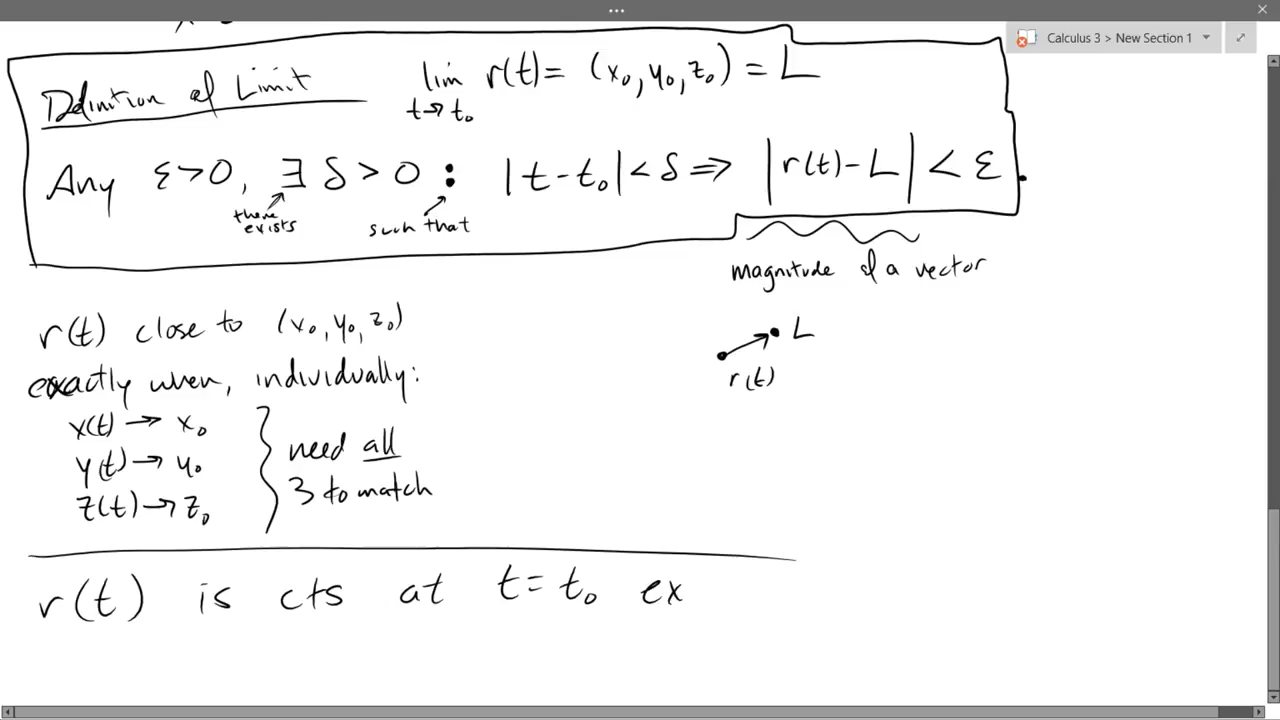 Calculus 3 > New Section 1
Definition of Limit lim r(t) = (x₀, y₀, z₀) = L
t → t₀
Any ε > 0, ∃ δ > 0 : |t - t₀| < δ ⇒ |r(t) - L| < ε.
there exists such that
magnitude of a vector
r(t) close to (x₀, y₀, z₀)
exactly when, individually:
x(t) → x₀
y(t) → y₀
z(t) → z₀
need all
3 to match
L
r(t)
r(t) is cts at t = t₀ ex